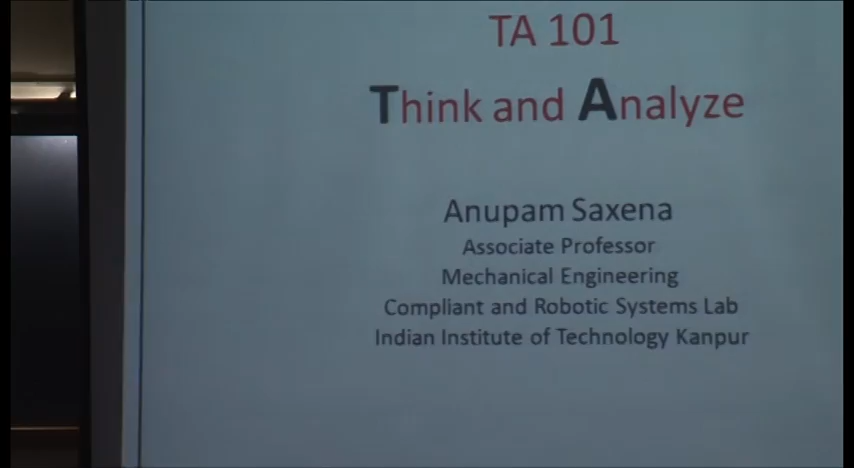 TA 101
Think and Analyze
Anupam Saxena
Associate Professor
Mechanical Engineering
Compliant and Robotic Systems Lab
Indian Institute of Technology Kanpur